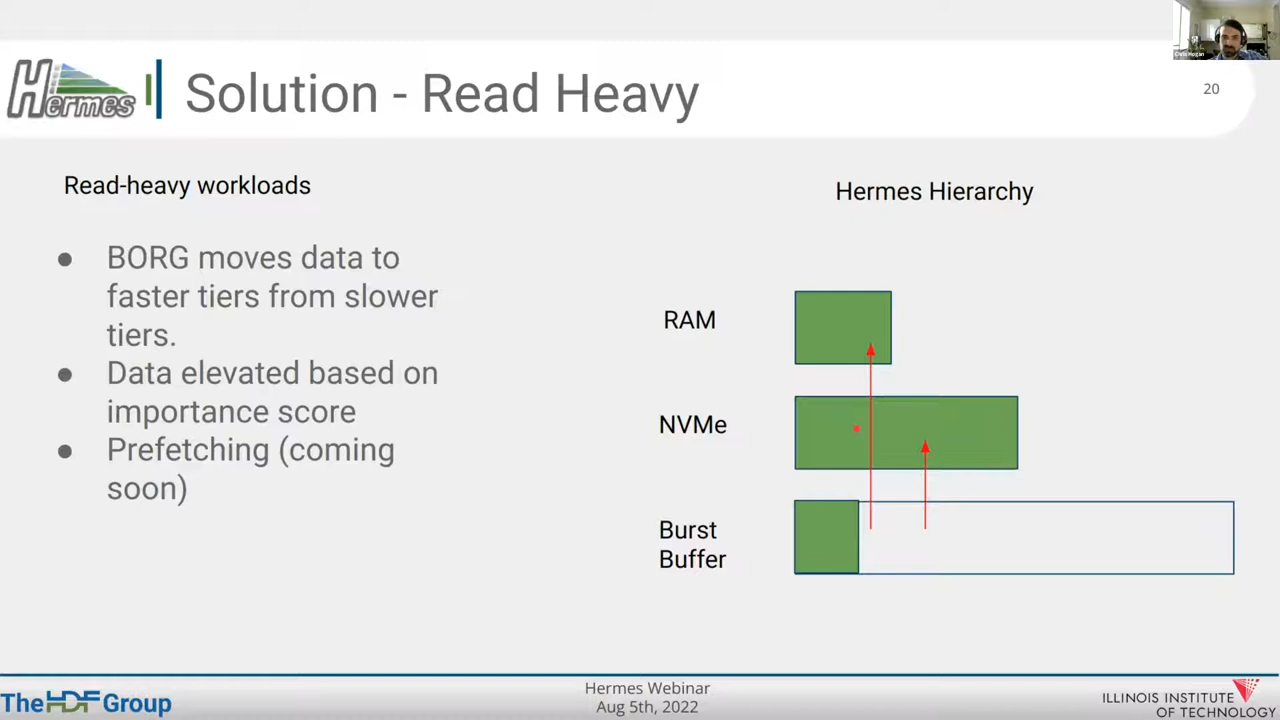 Chris Hogan
Hermes
Solution - Read Heavy
20
Read-heavy workloads
● BORG moves data to
faster tiers from slower
tiers.
● Data elevated based on
importance score
● Prefetching (coming
soon)
Hermes Hierarchy
RAM
NVMe
Burst
Buffer
The HDF Group
Hermes Webinar
Aug 5th, 2022
ILLINOIS INSTITUTE
OF TECHNOLOGY